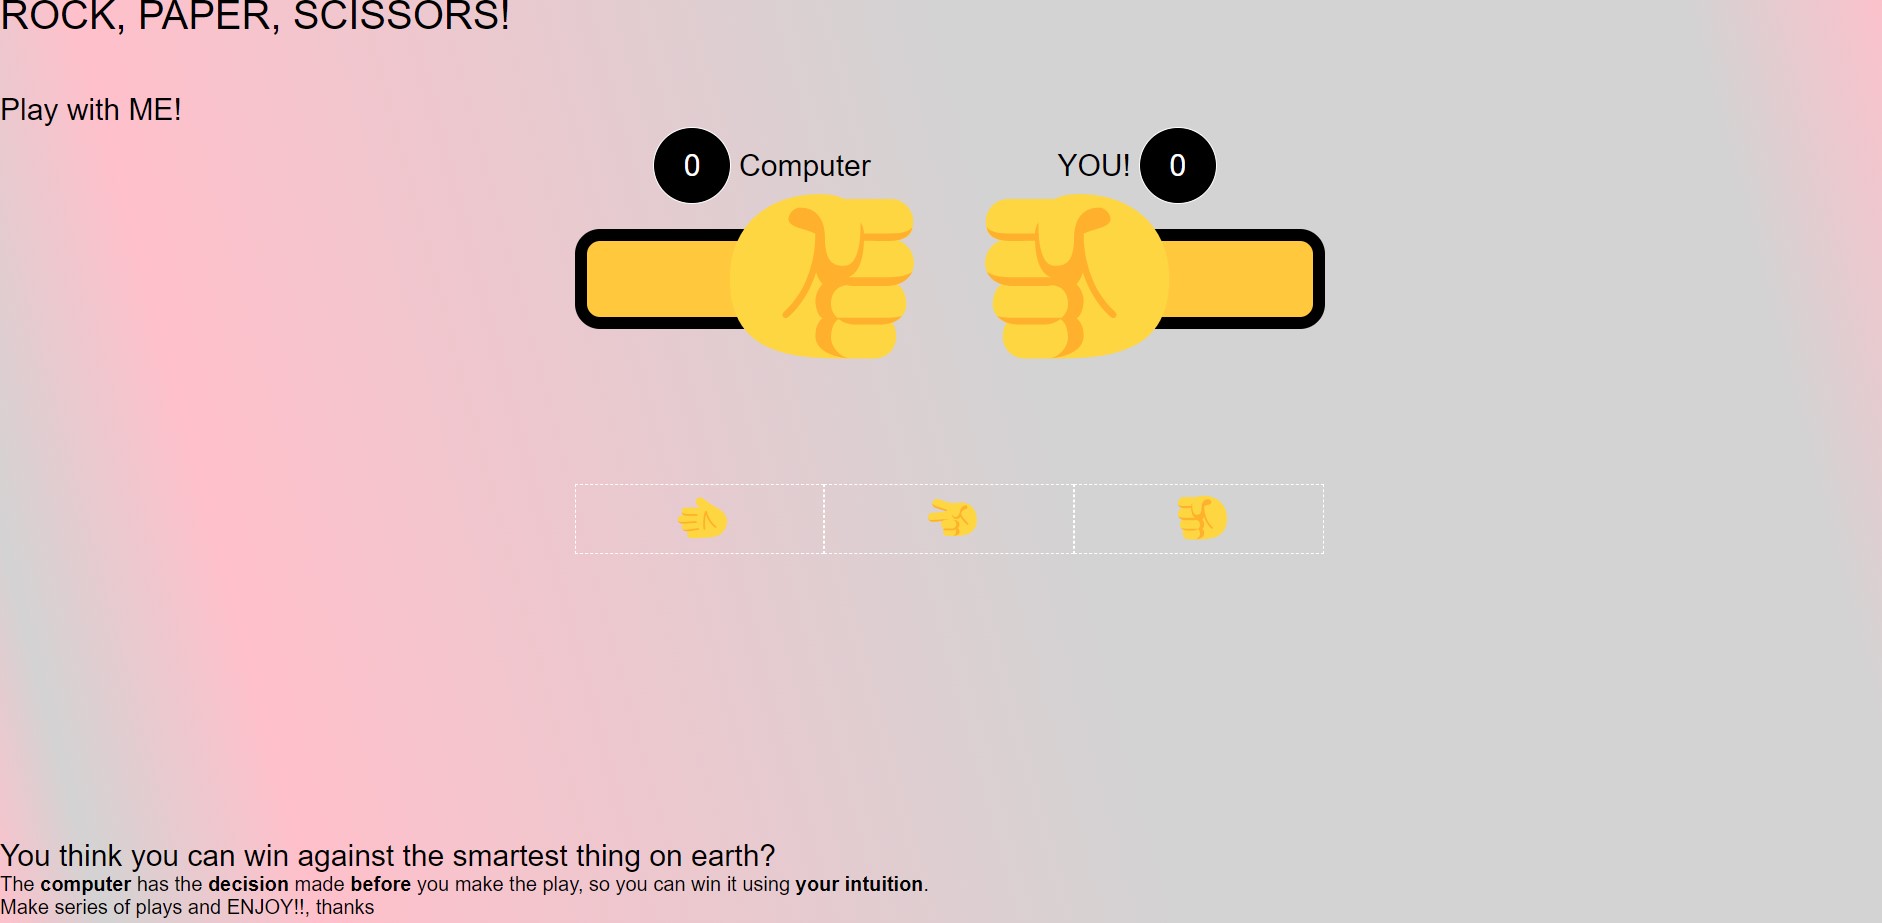 ROCK, PAPER, SCISSORS!
Play with ME!
0 Computer YOU! 0
You think you can win against the smartest thing on earth?
The computer has the decision made before you make the play, so you can win it using your intuition.
Make series of plays and ENJOY!!, thanks